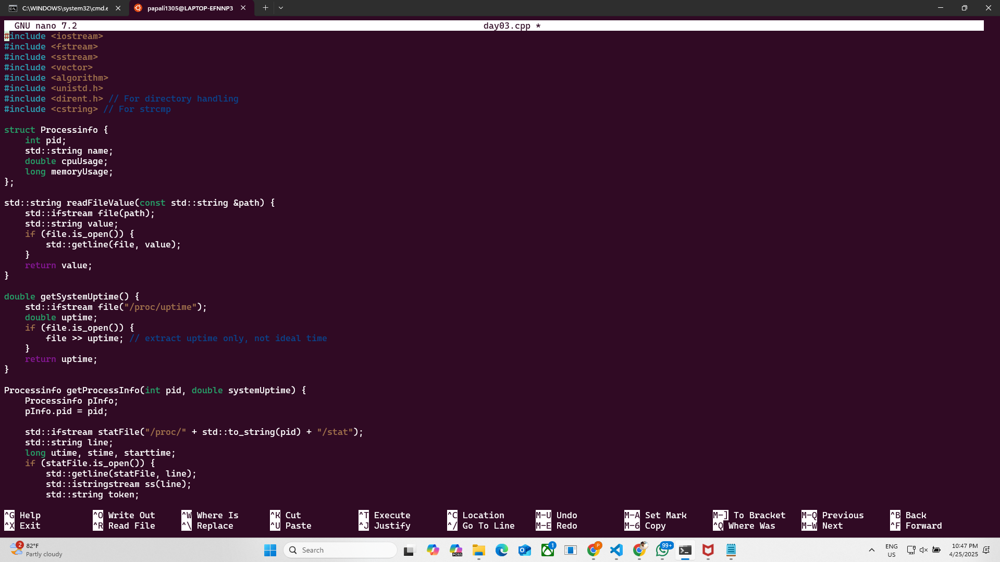 C:\WINDOWS\system32\cmd.e
papali1305@LAPTOP-EFNNP3
GNU nano 7.2 day03.cpp *
#include <iostream>
#include <fstream>
#include <sstream>
#include <vector>
#include <algorithm>
#include <unistd.h>
#include <dirent.h> // For directory handling
#include <cstring> // For strcmp
struct Processinfo {
    int pid;
    std::string name;
    double cpuUsage;
    long memoryUsage;
};
std::string readFileValue(const std::string &path) {
    std::ifstream file(path);
    std::string value;
    if (file.is_open()) {
        std::getline(file, value);
    }
    return value;
}
double getSystemUptime() {
    std::ifstream file("/proc/uptime");
    double uptime;
    if (file.is_open()) {
        file >> uptime; // extract uptime only, not ideal time
    }
    return uptime;
}
Processinfo getProcessInfo(int pid, double systemUptime) {
    Processinfo pInfo;
    pInfo.pid = pid;
    std::ifstream statFile("/proc/" + std::to_string(pid) + "/stat");
    std::string line;
    long utime, stime, starttime;
    if (statFile.is_open()) {
        std::getline(statFile, line);
        std::istringstream ss(line);
        std::string token;
^G Help ^O Write Out ^W Where Is ^K Cut ^T Execute ^C Location M-U Undo M-A Set Mark M-] To Bracket M-Q Previous ^B Back
^X Exit ^R Read File ^\ Replace ^U Paste ^J Justify ^/ Go To Line M-E Redo M-6 Copy ^Q Where Was M-W Next ^F Forward
2
82°F
Partly cloudy
Search
M365
1
P
99+
ENG
US
10:47 PM
4/25/2025